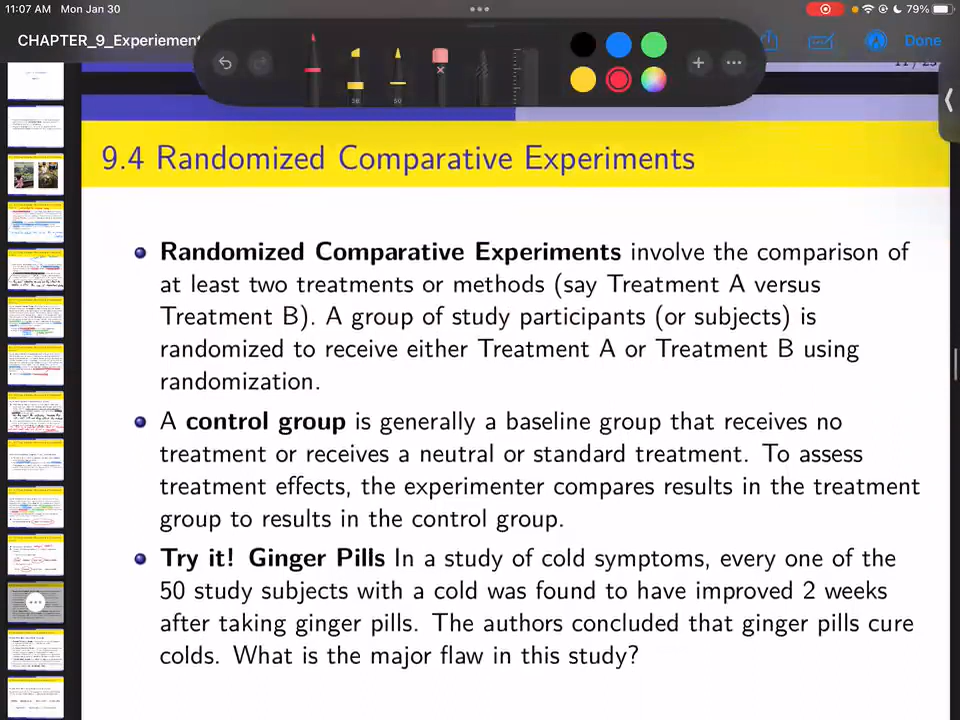 11:07 AM Mon Jan 30
79%
CHAPTER_9_Experiement
Done
50
9.4 Randomized Comparative Experiments
Randomized Comparative Experiments involve the comparison of
at least two treatments or methods (say Treatment A versus
Treatment B). A group of study participants (or subjects) is
randomized to receive either Treatment A or Treatment B using
randomization.
A control group is generally a baseline group that receives no
treatment or receives a neutral or standard treatment. To assess
treatment effects, the experimenter compares results in the treatment
group to results in the control group.
Try it! Ginger Pills In a study of cold symptoms, every one of the
50 study subjects with a cold was found to have improved 2 weeks
after taking ginger pills. The authors concluded that ginger pills cure
colds. What is the major flaw in this study?